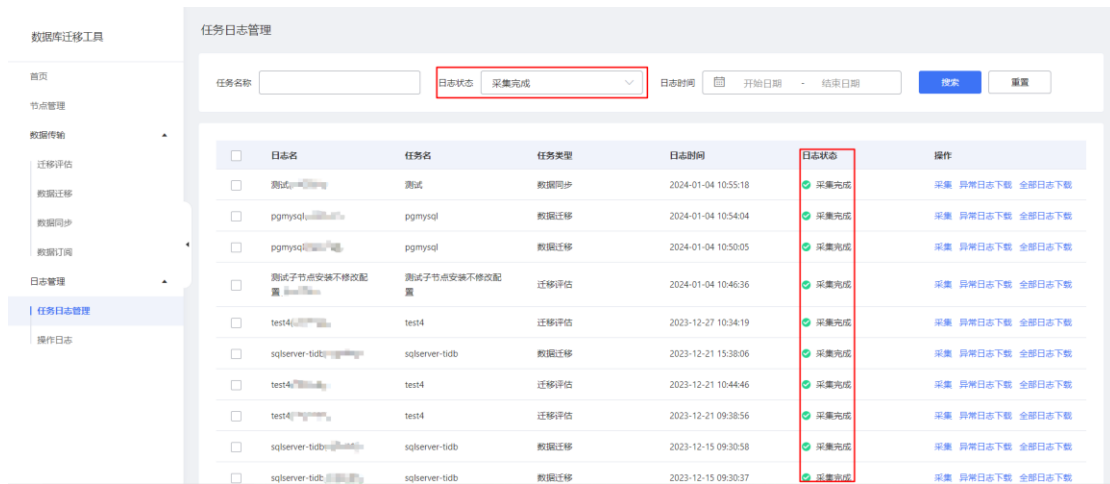 数据库迁移工具
首页
节点管理
数据传输
迁移评估
数据迁移
数据同步
数据订阅
日志管理
任务日志管理
操作日志
任务日志管理
任务名称 日志状态 采集完成 日志时间 开始日期 - 结束日期 搜索 重置
日志名 任务名 任务类型 日志时间 日志状态 操作
测试 测试 数据同步 2024-01-04 10:55:18 采集完成 采集 异常日志下载 全部日志下载
pgmysql pgmysql 数据迁移 2024-01-04 10:54:04 采集完成 采集 异常日志下载 全部日志下载
pgmysql pgmysql 数据迁移 2024-01-04 10:50:05 采集完成 采集 异常日志下载 全部日志下载
测试子节点安装不修改配 测试子节点安装不修改配 迁移评估 2024-01-04 10:46:36 采集完成 采集 异常日志下载 全部日志下载
置 置
test4 test4 迁移评估 2023-12-27 10:34:19 采集完成 采集 异常日志下载 全部日志下载
sqlserver-tidb sqlserver-tidb 数据迁移 2023-12-21 15:38:06 采集完成 采集 异常日志下载 全部日志下载
test4 test4 迁移评估 2023-12-21 10:44:46 采集完成 采集 异常日志下载 全部日志下载
test4 test4 迁移评估 2023-12-21 09:38:56 采集完成 采集 异常日志下载 全部日志下载
sqlserver-tidb sqlserver-tidb 数据迁移 2023-12-15 09:30:58 采集完成 采集 异常日志下载 全部日志下载
sqlserver-tidb sqlserver-tidb 数据迁移 2023-12-15 09:30:37 采集完成 采集 异常日志下载 全部日志下载